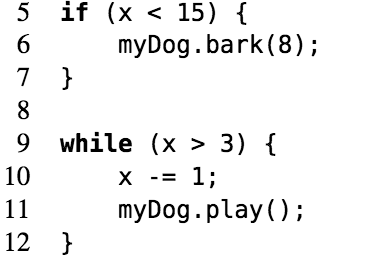 5 if (x < 15) {
6 myDog.bark(8);
7 }
8
9 while (x > 3) {
10 x -= 1;
11 myDog.play();
12 }